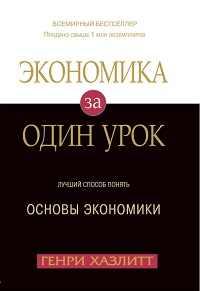 ВСЕМИРНЫЙ БЕСТСЕЛЛЕР
Продано свыше 1 млн экземпляров
ЭКОНОМИКА
за
ОДИН УРОК
ЛУЧШИЙ СПОСОБ ПОНЯТЬ
ОСНОВЫ ЭКОНОМИКИ
ГЕНРИ ХАЗЛИТТ